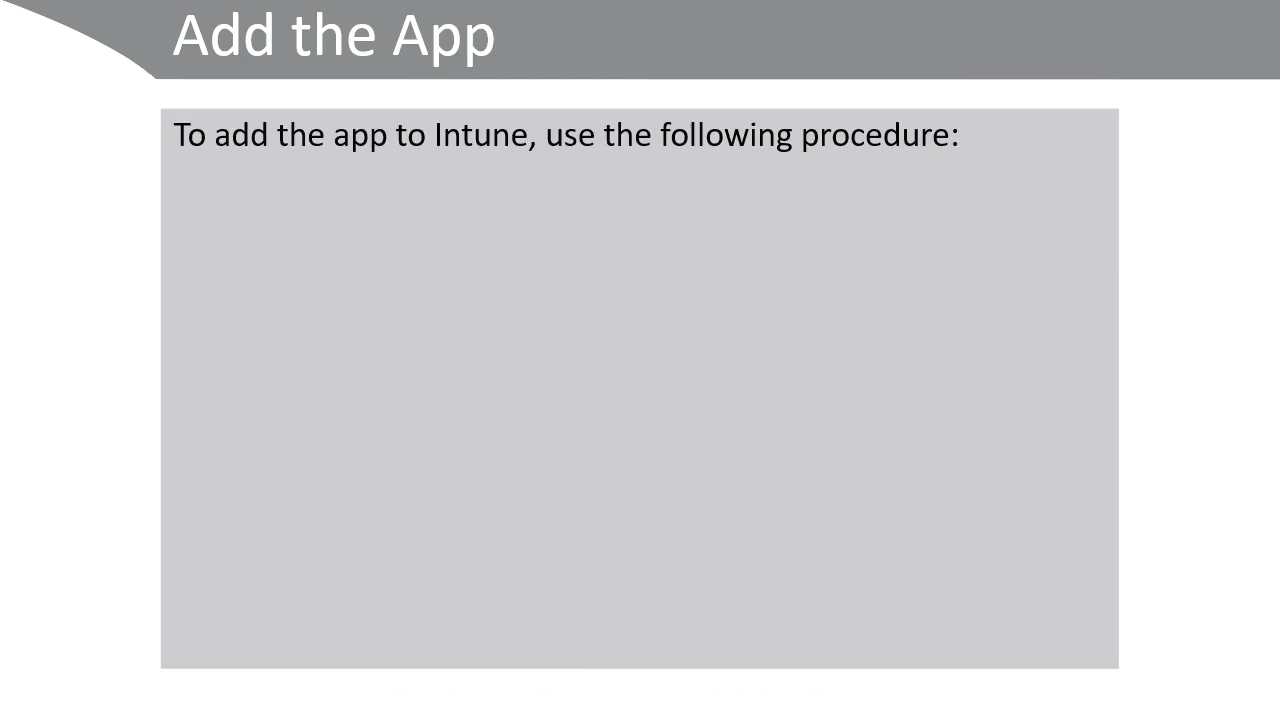 Add the App
To add the app to Intune, use the following procedure: